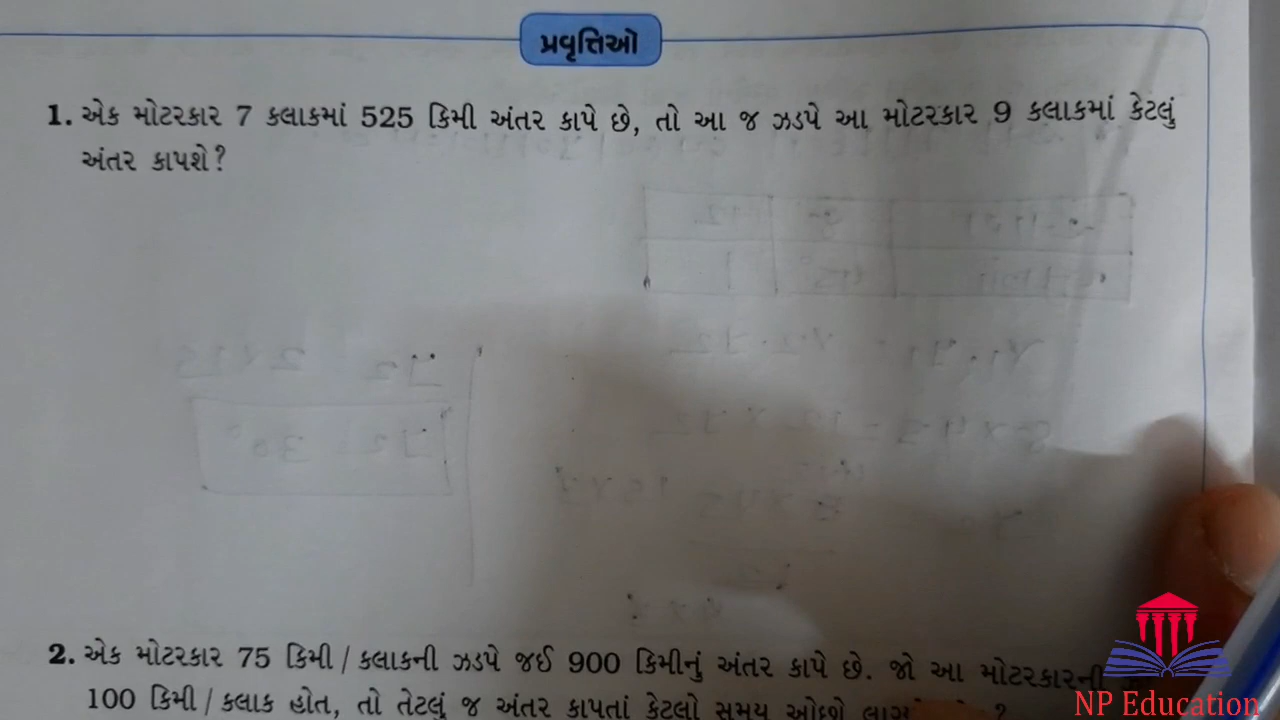 પ્રવૃત્તિઓ
1. એક મોટરકાર 7 કલાકમાં 525 કિમી અંતર કાપે છે, તો આ જ ઝડપે આ મોટરકાર 9 કલાકમાં કેટલું
અંતર કાપશે?
2. એક મોટરકાર 75 કિમી / કલાકની ઝડપે જઈ 900 કિમીનું અંતર કાપે છે. જો આ મોટરકારની
100 કિમી / કલાક હોત, તો તેટલું જ અંતર કાપતાં કેટલો સમય ઓછો
NP Education